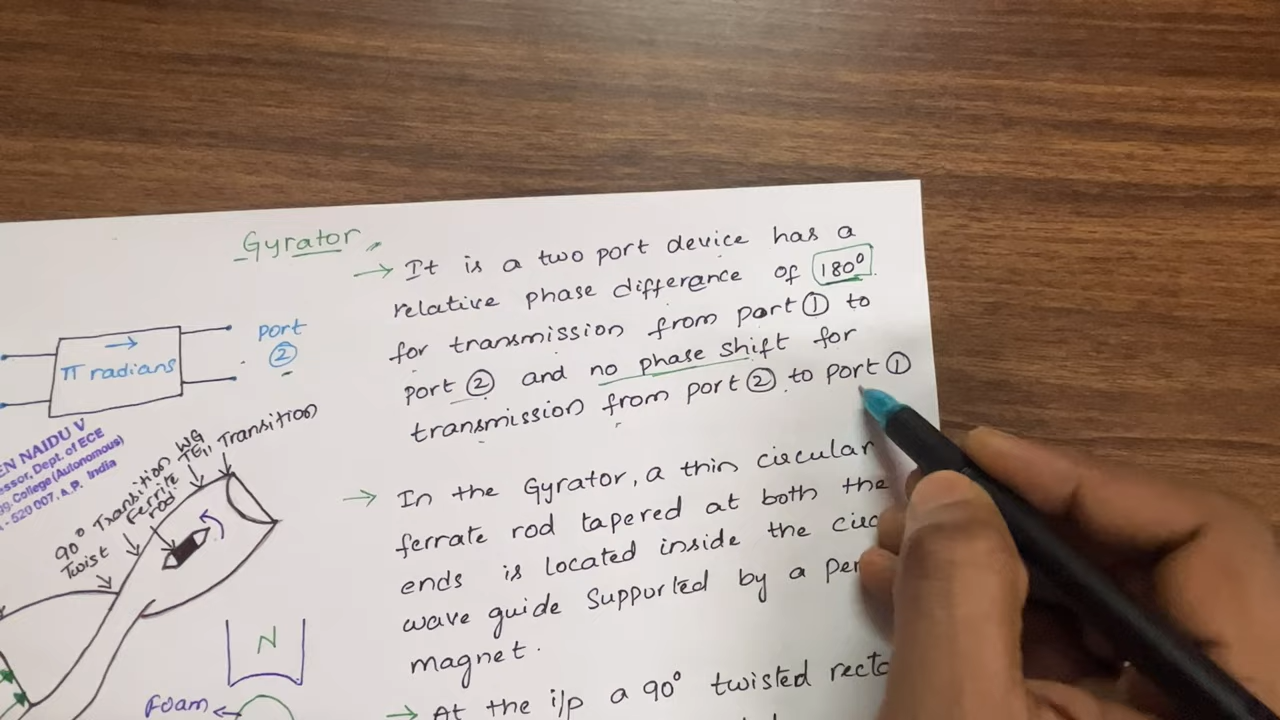 Gyrator
→ It is a two port device has a
relative phase difference of 180°
for transmission from port ① to
port ② and no phase shift for
transmission from port ② to port ①
→ In the Gyrator, a thin circular
ferrate rod tapered at both the
ends is located inside the
wave guide supported by a
magnet.
→ At the i/p a 90° twisted
port
②
→
π radians
EN NAIDU V
Dept. of ECE
College (Autonomous)
520 007. A.P. India
90° Transition WG
Twist
Ferrite TE11 Transition
rod
N
Foam ←